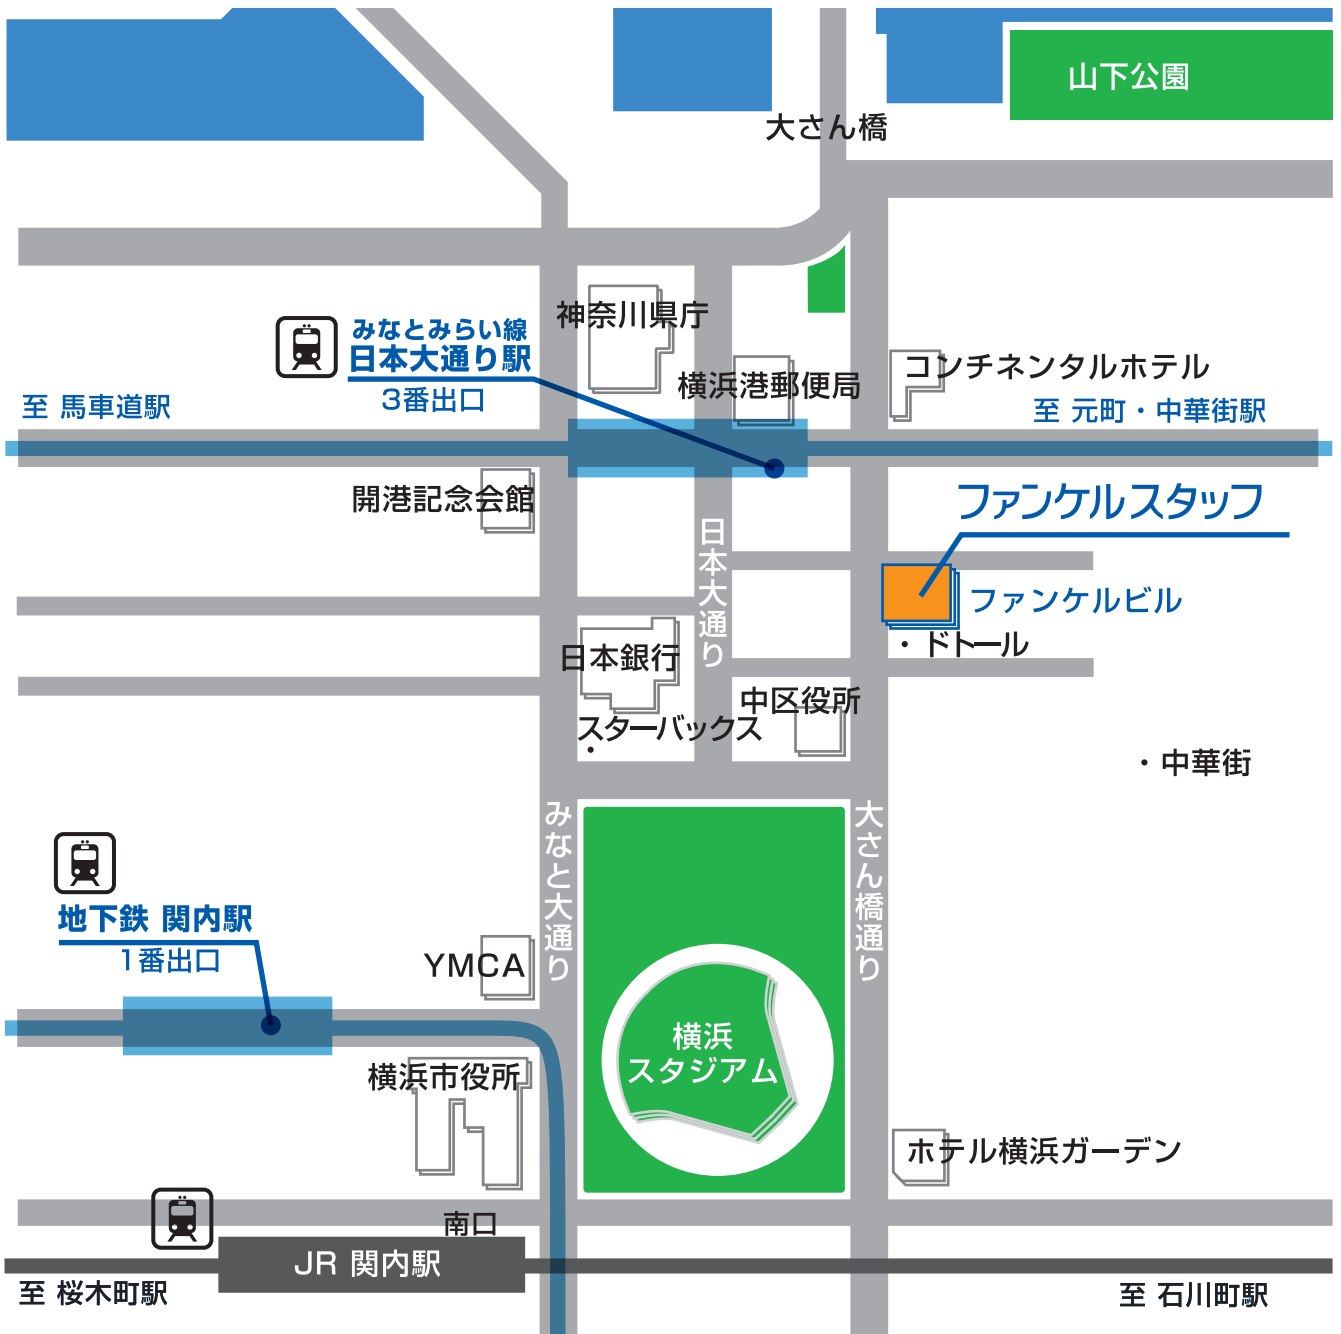 山下公園
大さん橋
神奈川県庁
みなとみらい線
日本大通り駅
3番出口
横浜港郵便局
コンチネンタルホテル
至 馬車道駅
至 元町・中華街駅
開港記念会館
ファンケルスタッフ
日本大通り
ファンケルビル
・ドトール
日本銀行
中区役所
スターバックス
・中華街
みなと大通り
大さん橋通り
地下鉄 関内駅
1番出口
YMCA
横浜
スタジアム
横浜市役所
ホテル横浜ガーデン
南口
JR 関内駅
至 桜木町駅
至 石川町駅